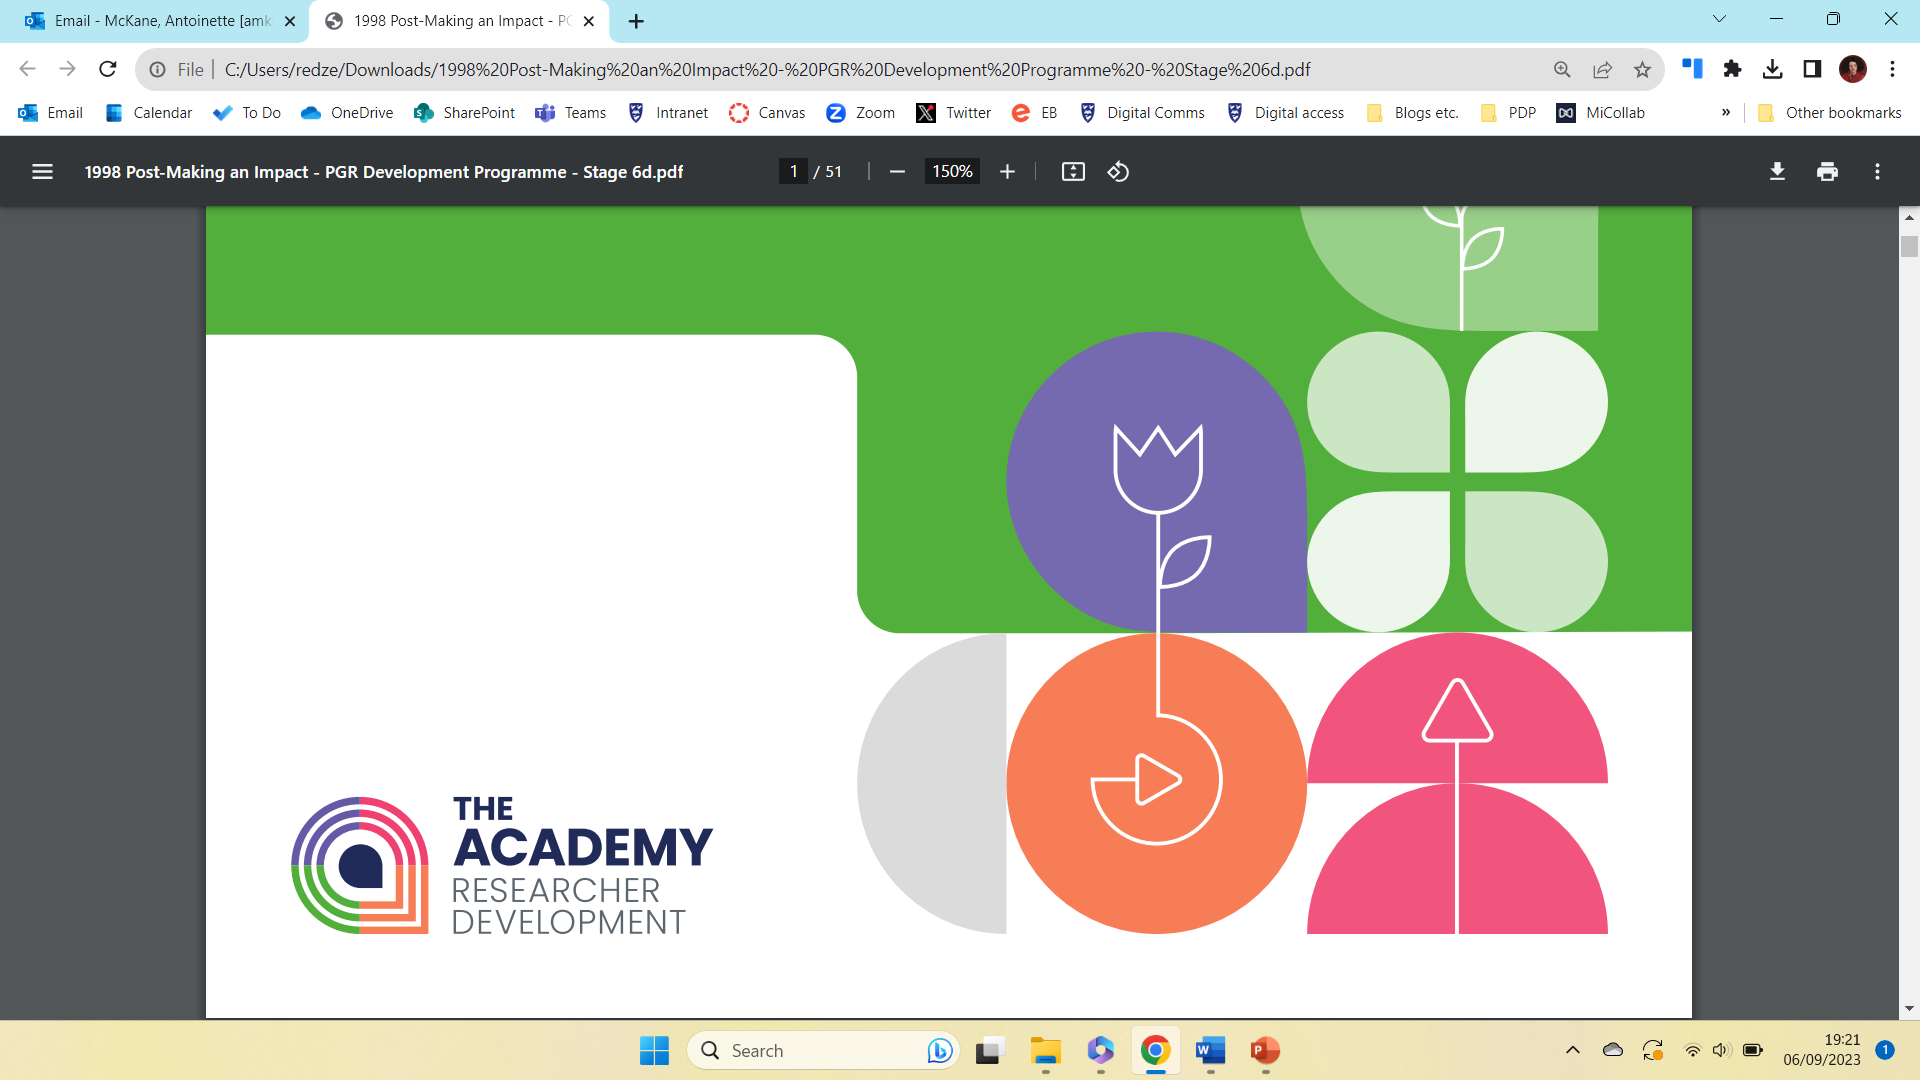 Email - McKane, Antoinette [amk
1998 Post-Making an Impact - PG
File
C:/Users/redze/Downloads/1998%20Post-Making%20an%20Impact%20-%20PGR%20Development%20Programme%20-%20Stage%206d.pdf
Email Calendar To Do OneDrive SharePoint Teams Intranet Canvas Zoom Twitter EB Digital Comms Digital access Blogs etc. PDP MiCollab » Other bookmarks
1998 Post-Making an Impact - PGR Development Programme - Stage 6d.pdf
1 / 51
150%
THE
ACADEMY
RESEARCHER
DEVELOPMENT
Search
19:21
06/09/2023
1